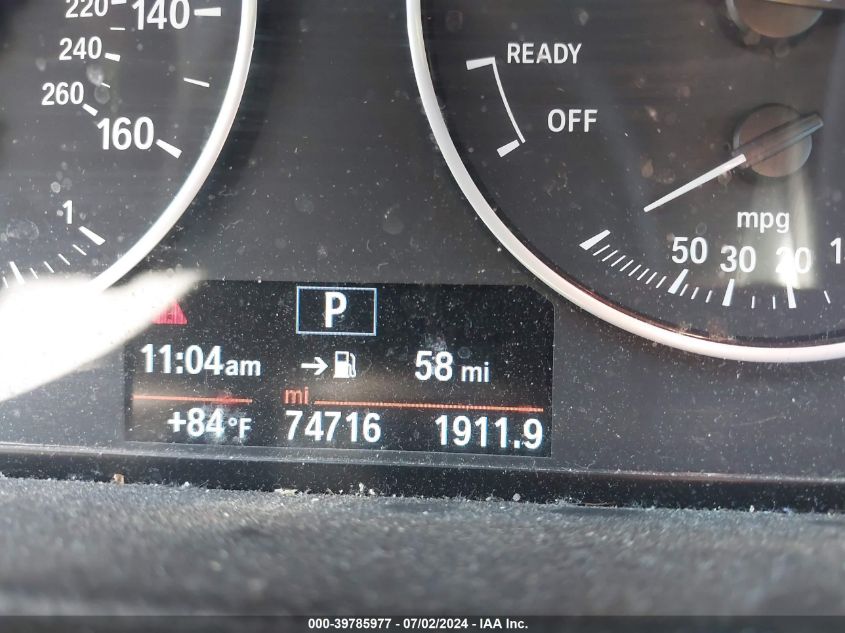 220
140
240
260
160
1
READY
OFF
mpg
50
30
20
P
11:04am
58 mi
mi
+84°F
74716
1911.9
000-39785977 - 07/02/2024 - IAA Inc.